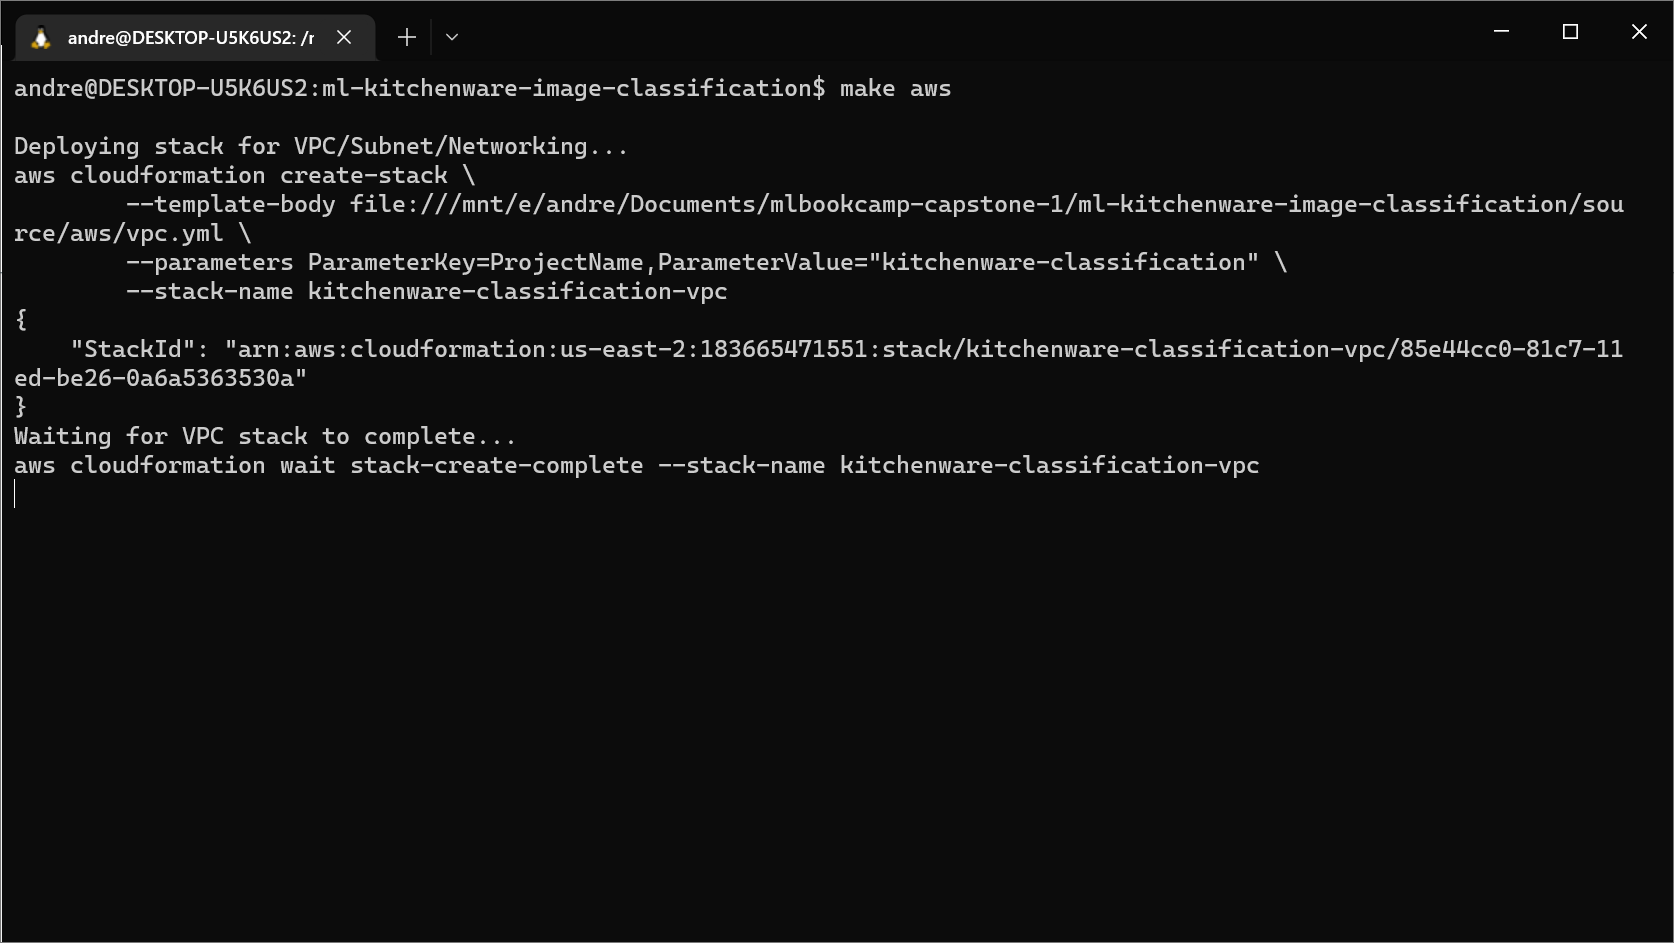 andre@DESKTOP-U5K6US2: /r
andre@DESKTOP-U5K6US2:ml-kitchenware-image-classification$ make aws
Deploying stack for VPC/Subnet/Networking...
aws cloudformation create-stack \
        --template-body file:///mnt/e/andre/Documents/mlbookcamp-capstone-1/ml-kitchenware-image-classification/sou
rce/aws/vpc.yml \
        --parameters ParameterKey=ProjectName,ParameterValue="kitchenware-classification" \
        --stack-name kitchenware-classification-vpc
{
    "StackId": "arn:aws:cloudformation:us-east-2:183665471551:stack/kitchenware-classification-vpc/85e44cc0-81c7-11
ed-be26-0a6a5363530a"
}
Waiting for VPC stack to complete...
aws cloudformation wait stack-create-complete --stack-name kitchenware-classification-vpc